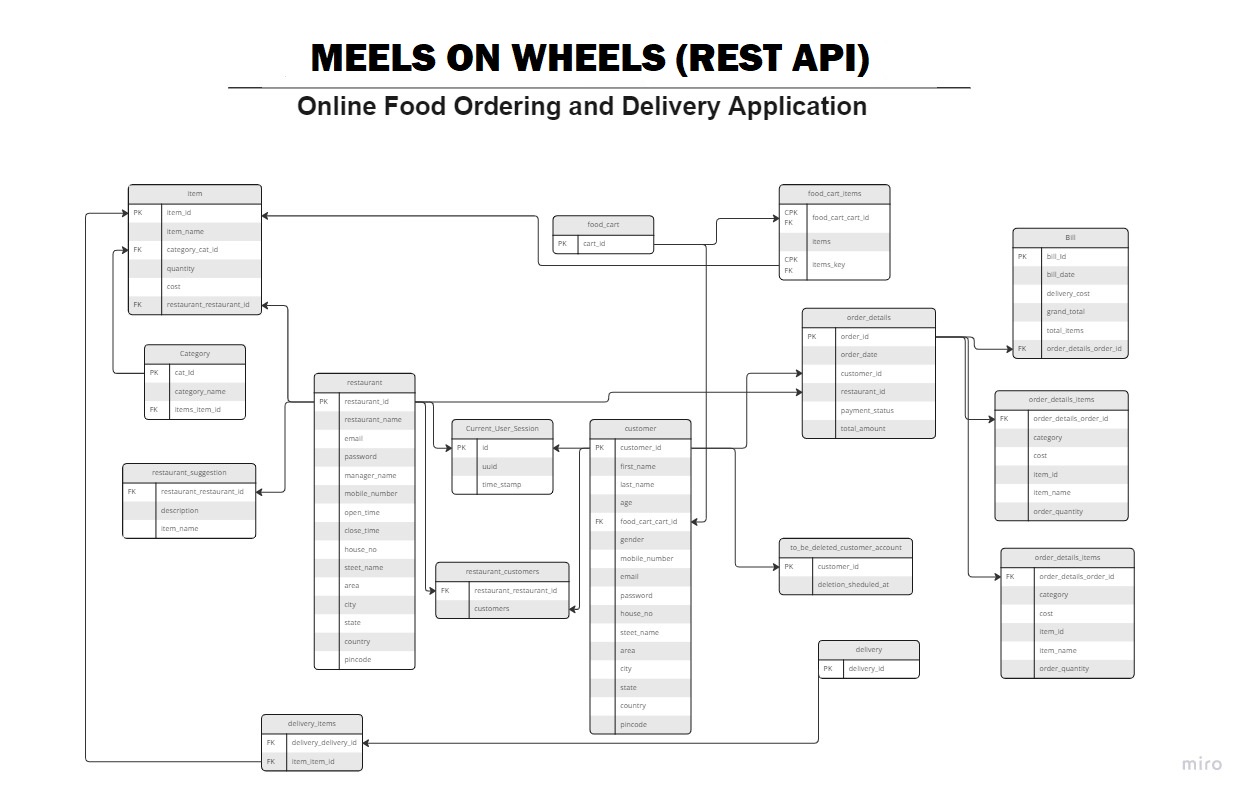 MEELS ON WHEELS (REST API)
Online Food Ordering and Delivery Application
item
PK item_id
item_name
FK category_cat_id
quantity
cost
FK restaurant_restaurant_id
Category
PK cat_id
category_name
FK items_item_id
restaurant_suggestion
FK restaurant_restaurant_id
description
item_name
restaurant
PK restaurant_id
restaurant_name
email
password
manager_name
mobile_number
open_time
close_time
house_no
steet_name
area
city
state
country
pincode
Current_User_Session
PK id
uuid
time_stamp
restaurant_customers
FK restaurant_restaurant_id
customers
food_cart
PK cart_id
customer
PK customer_id
first_name
last_name
age
FK food_cart_cart_id
gender
mobile_number
email
password
house_no
steet_name
area
city
state
country
pincode
food_cart_items
CPK
FK food_cart_cart_id
items
CPK
FK items_key
order_details
PK order_id
order_date
customer_id
restaurant_id
payment_status
total_amount
to_be_deleted_customer_account
PK customer_id
deletion_sheduled_at
delivery
PK delivery_id
delivery_items
FK delivery_delivery_id
FK item_item_id
Bill
PK bill_Id
bill_date
delivery_cost
grand_total
total_items
FK order_details_order_id
order_details_items
FK order_details_order_id
category
cost
item_id
item_name
order_quantity
order_details_items
FK order_details_order_id
category
cost
item_id
item_name
order_quantity
miro